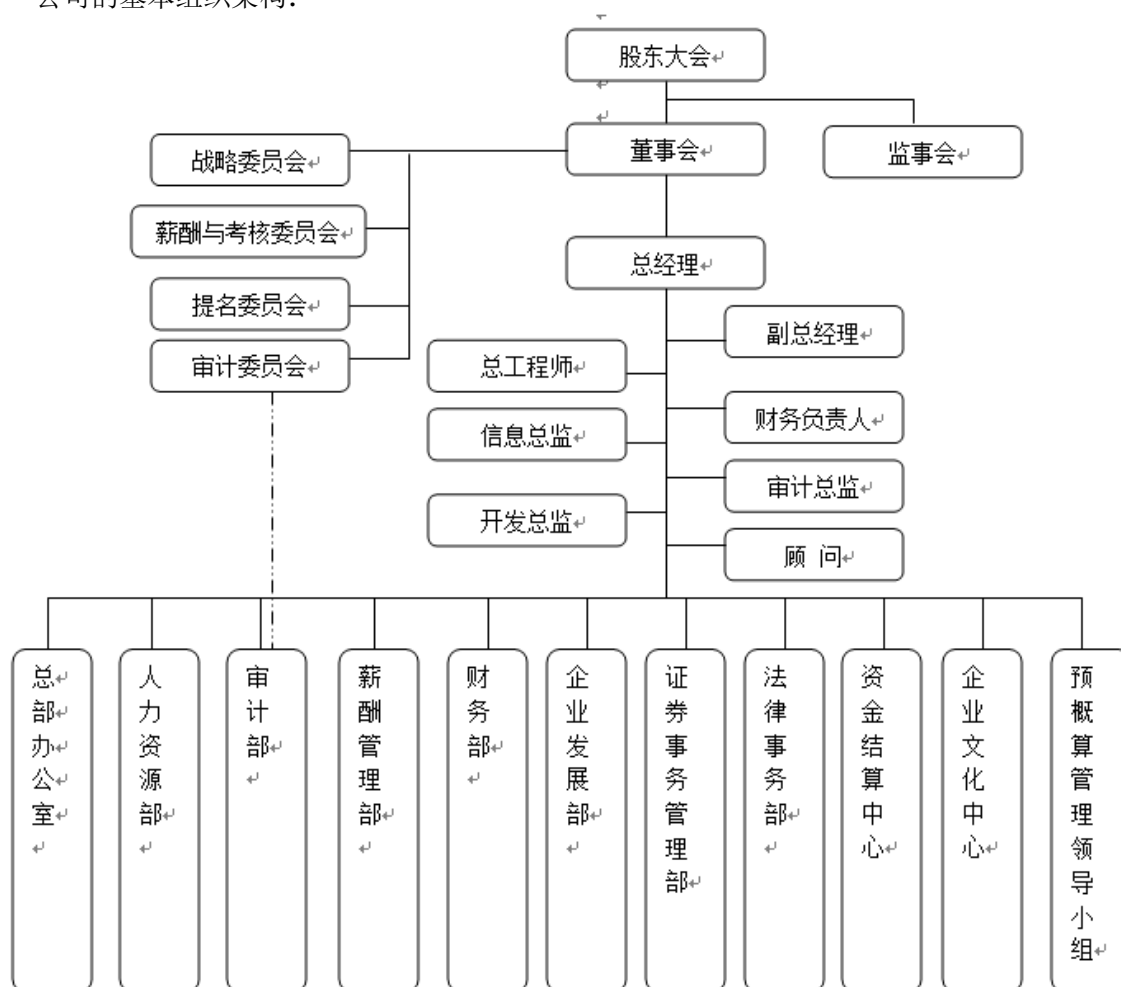 公司的基本组织架构：
股东大会
董事会
监事会
战略委员会
薪酬与考核委员会
总经理
提名委员会
副总经理
审计委员会
总工程师
财务负责人
信息总监
审计总监
开发总监
顾 问
总部办公室
人力资源部
审计部
薪酬管理部
财务部
企业发展部
证券事务管理部
法律事务部
资金结算中心
企业文化中心
预概算管理领导小组